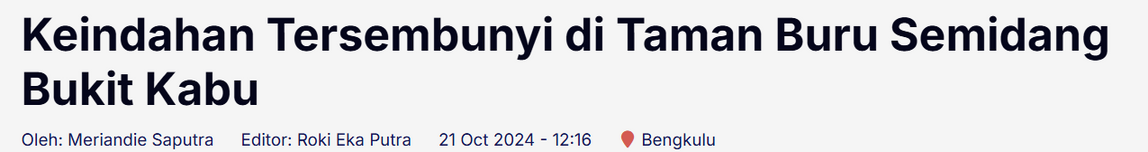 Keindahan Tersembunyi di Taman Buru Semidang
Bukit Kabu
Oleh: Meriandie Saputra Editor: Roki Eka Putra 21 Oct 2024 - 12:16 Bengkulu